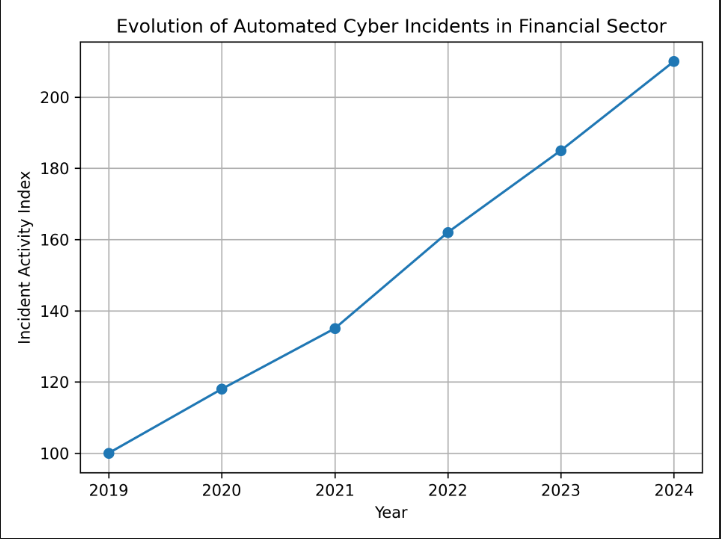 Evolution of Automated Cyber Incidents in Financial Sector
200
180
160
140
120
100
Incident Activity Index
2019 2020 2021 2022 2023 2024
Year